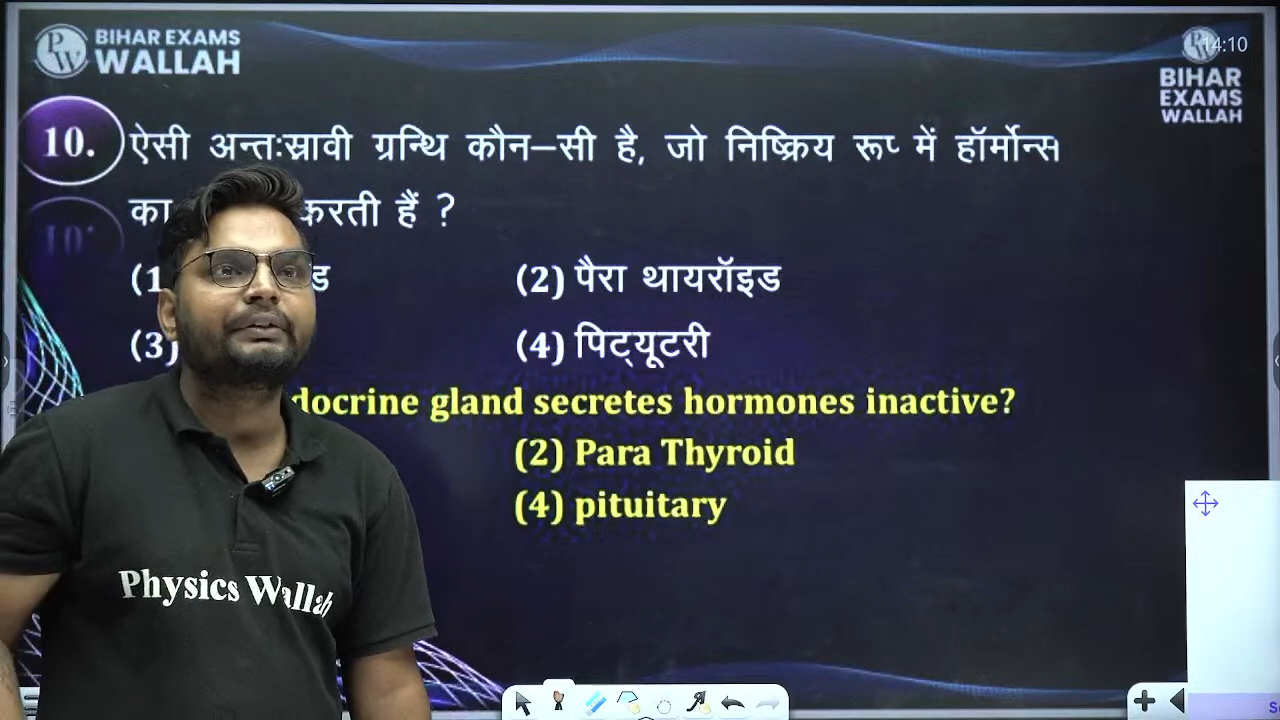 BIHAR EXAMS
WALLAH
14:10
BIHAR
EXAMS
WALLAH
10. ऐसी अन्तःस्रावी ग्रन्थि कौन–सी है, जो निष्क्रिय रूप में हॉर्मोन्स
का करती हैं ?
(1 ड (2) पैरा थायरॉइड
(3) (4) पिट्यूटरी
docrine gland secretes hormones inactive?
(2) Para Thyroid
(4) pituitary
Physics Wallah